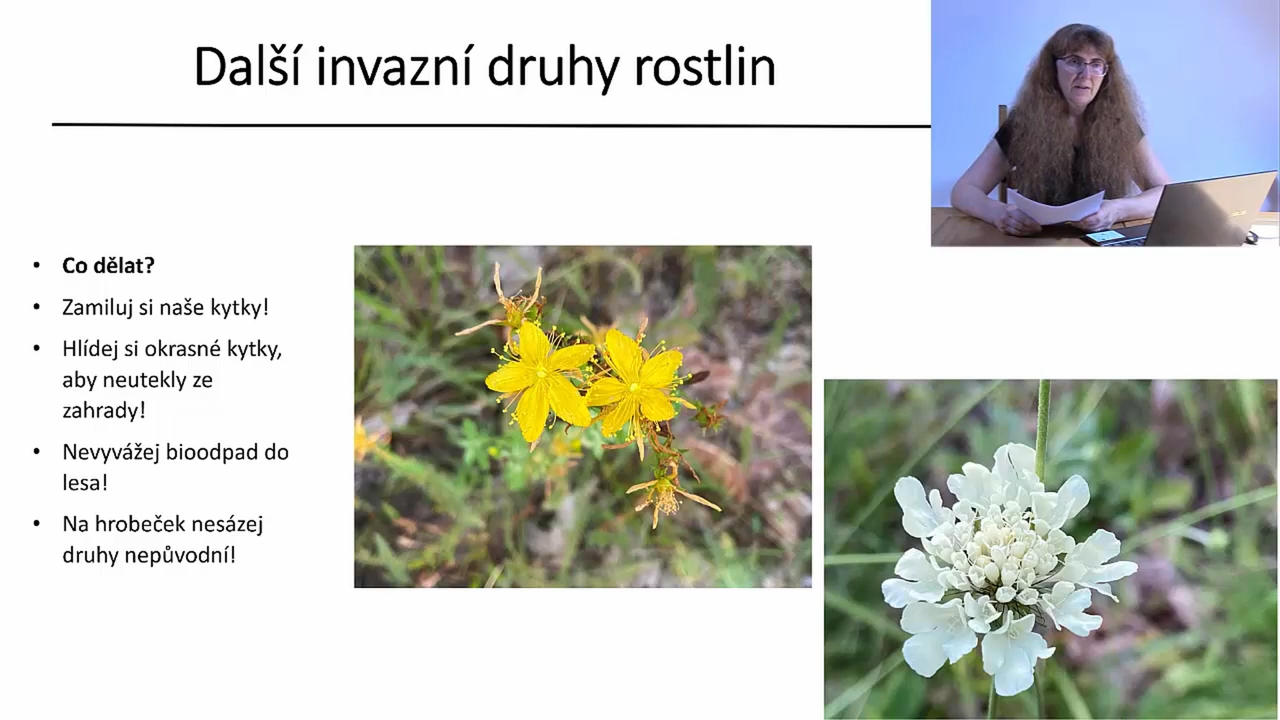 Další invazní druhy rostlin
• Co dělat?
• Zamiluj si naše kytky!
• Hlídej si okrasné kytky,
aby neutekly ze
zahrady!
• Nevyvážej bioodpad do
lesa!
• Na hrobeček nesázej
druhy nepůvodní!